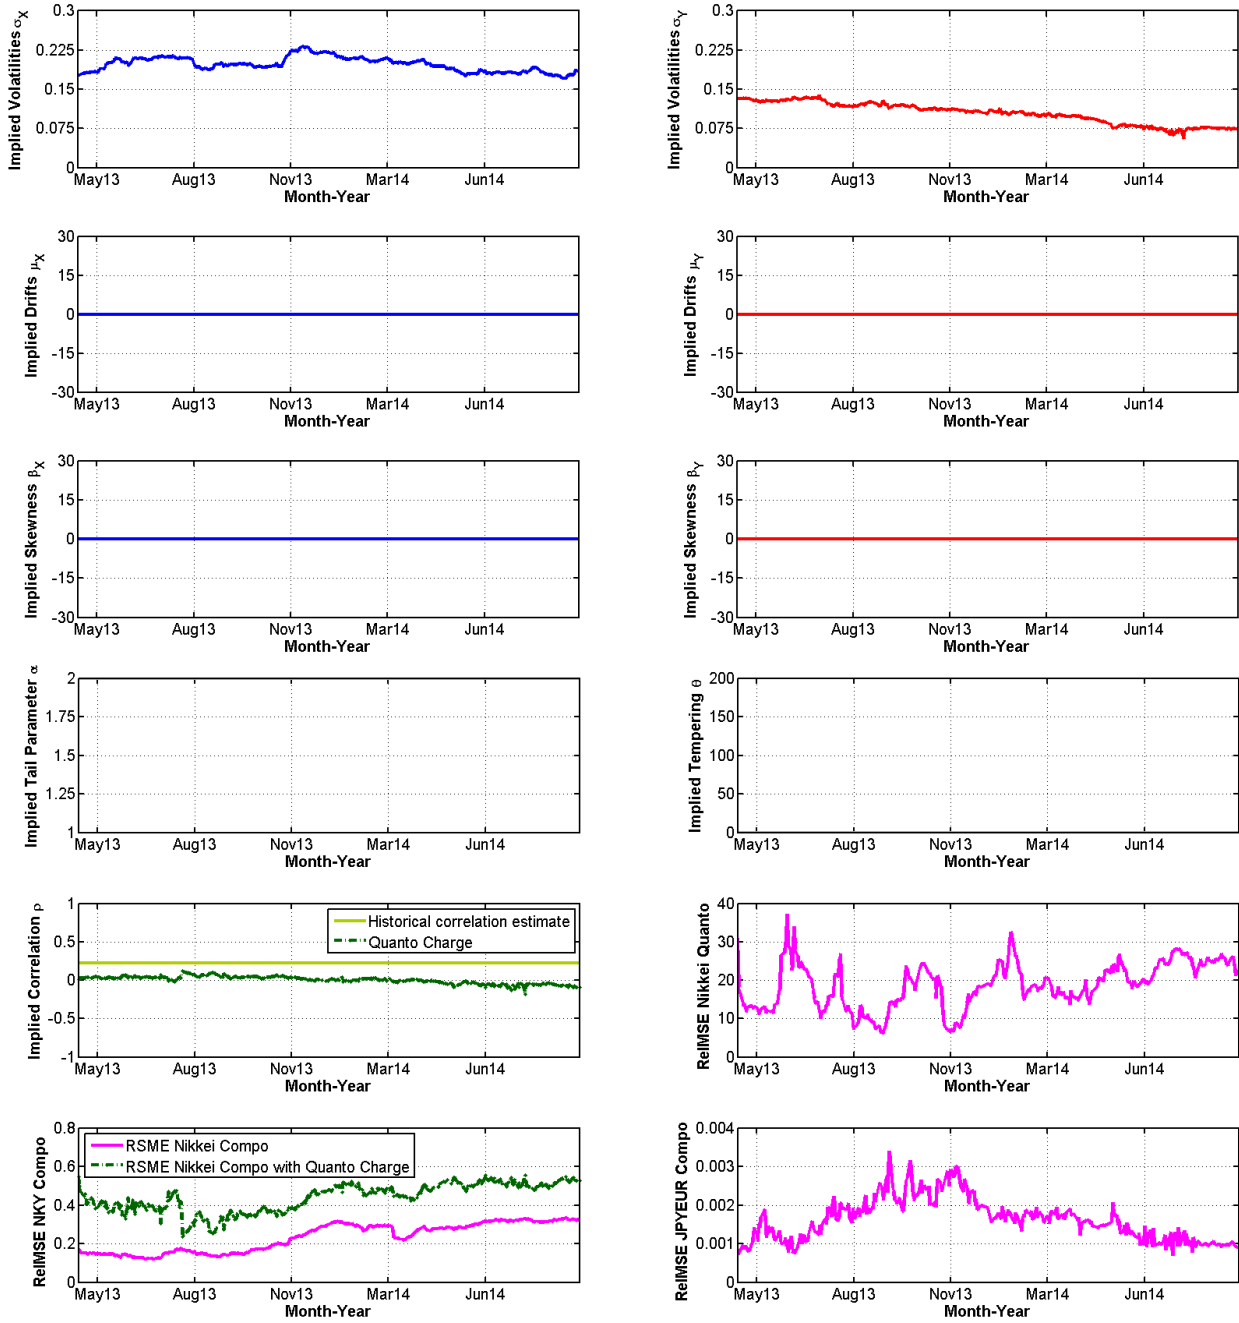 Implied Volatilities σX
0.3
0.225
0.15
0.075
0
May13 Aug13 Nov13 Mar14 Jun14
Month-Year
Implied Volatilities σY
0.3
0.225
0.15
0.075
0
May13 Aug13 Nov13 Mar14 Jun14
Month-Year
Implied Drifts μX
30
15
0
-15
-30
May13 Aug13 Nov13 Mar14 Jun14
Month-Year
Implied Drifts μY
30
15
0
-15
-30
May13 Aug13 Nov13 Mar14 Jun14
Month-Year
Implied Skewness βX
30
15
0
-15
-30
May13 Aug13 Nov13 Mar14 Jun14
Month-Year
Implied Skewness βY
30
15
0
-15
-30
May13 Aug13 Nov13 Mar14 Jun14
Month-Year
Implied Tail Parameter α
2
1.75
1.5
1.25
1
May13 Aug13 Nov13 Mar14 Jun14
Month-Year
Implied Tempering θ
200
150
100
50
0
May13 Aug13 Nov13 Mar14 Jun14
Month-Year
Implied Correlation ρ
1
0.5
0
-0.5
-1
Historical correlation estimate
Quanto Charge
May13 Aug13 Nov13 Mar14 Jun14
Month-Year
RelMSE Nikkei Quanto
40
30
20
10
0
May13 Aug13 Nov13 Mar14 Jun14
Month-Year
RelMSE NKY Compo
0.8
0.6
0.4
0.2
0
RSME Nikkei Compo
RSME Nikkei Compo with Quanto Charge
May13 Aug13 Nov13 Mar14 Jun14
Month-Year
RelMSE JPYEUR Compo
0.004
0.003
0.002
0.001
0
May13 Aug13 Nov13 Mar14 Jun14
Month-Year